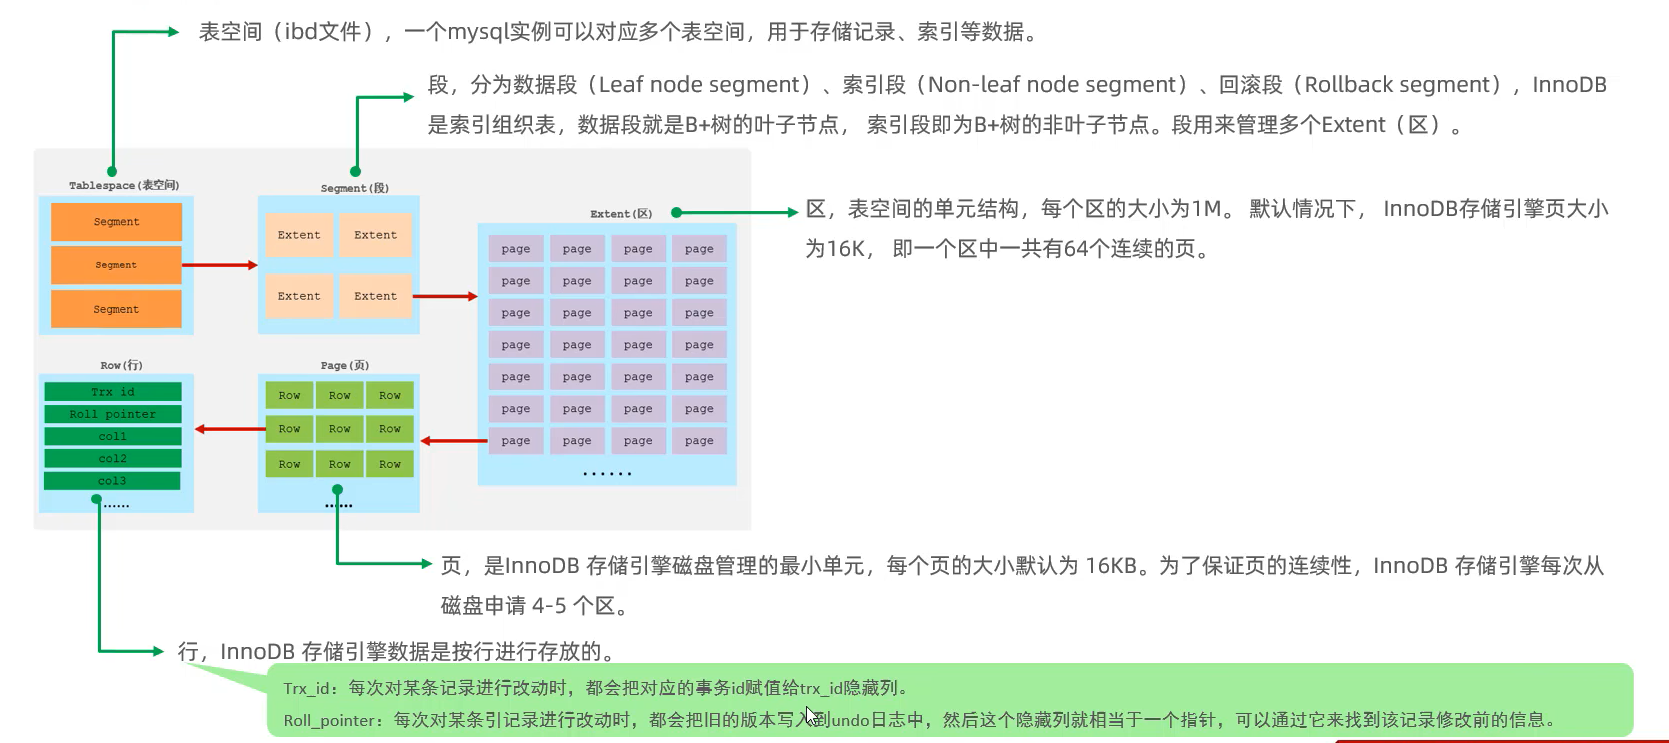 表空间（ibd文件），一个mysql实例可以对应多个表空间，用于存储记录、索引等数据。
段，分为数据段（Leaf node segment）、索引段（Non-leaf node segment）、回滚段（Rollback segment），InnoDB
是索引组织表，数据段就是B+树的叶子节点， 索引段即为B+树的非叶子节点。段用来管理多个Extent（区）。
Tablespace(表空间)
Segment
Segment
Segment
Segment(段)
Extent Extent
Extent Extent
Extent(区)
page page page page
page page page page
page page page page
page page page page
page page page page
page page page page
page page page page
······
区，表空间的单元结构，每个区的大小为1M。 默认情况下， InnoDB存储引擎页大小
为16K， 即一个区中一共有64个连续的页。
Row(行)
Trx id
Roll pointer
col1
col2
col3
······
Page(页)
Row Row Row
Row Row Row
Row Row Row
······
页，是InnoDB 存储引擎磁盘管理的最小单元，每个页的大小默认为 16KB。为了保证页的连续性，InnoDB 存储引擎每次从
磁盘申请 4-5 个区。
行，InnoDB 存储引擎数据是按行进行存放的。
Trx_id：每次对某条记录进行改动时，都会把对应的事务id赋值给trx_id隐藏列。
Roll_pointer：每次对某条引记录进行改动时，都会把旧的版本写入到undo日志中，然后这个隐藏列就相当于一个指针，可以通过它来找到该记录修改前的信息。